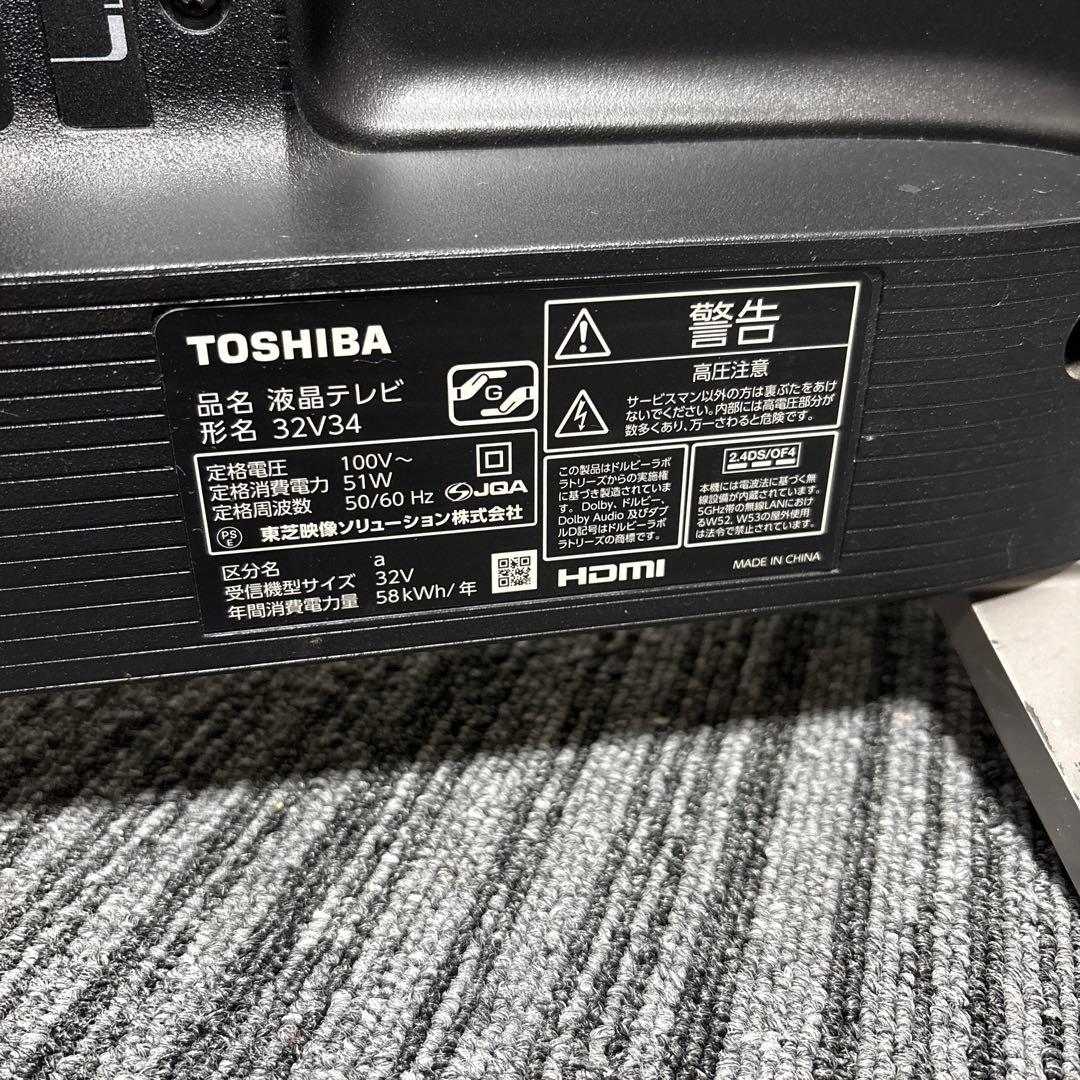 TOSHIBA
品名 液晶テレビ
形名 32V34
G
定格電圧 100V～
定格消費電力 51W
定格周波数 50/60 Hz
JQA
PS
E
東芝映像ソリューション株式会社
区分名 a
受信機型サイズ 32V
年間消費電力量 58kWh/年
警告
高圧注意
サービスマン以外の方は裏ぶたをあけ
ないでください。内部には高電圧部分が
数多くあり、万一さわると危険です。
この製品はドルビーラボ
ラトリーズからの実施権
に基づき製造されていま
す。Dolby、ドルビー、
Dolby Audio 及びダブ
ルD記号はドルビーラボ
ラトリーズの商標です。
2.4DS/OF4
本機には電波法に基づく無
線設備が内蔵されています。
5GHz帯の無線LANにおけ
るW52、W53の屋外使用
は法令で禁止されています。
HDMI
MADE IN CHINA